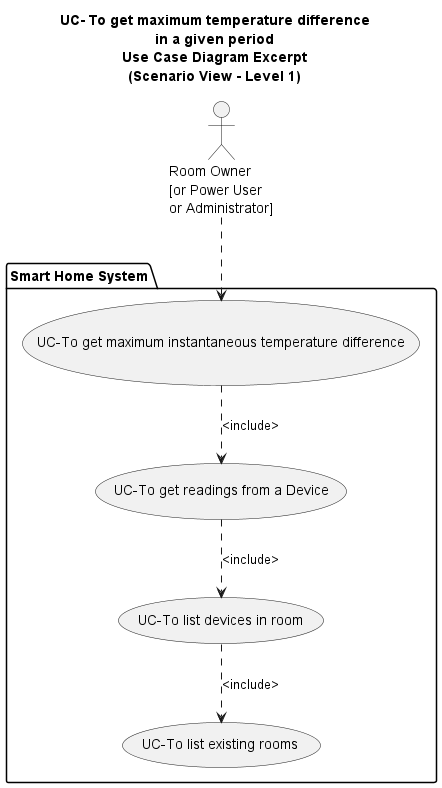 UC- To get maximum temperature difference
in a given period
Use Case Diagram Excerpt
(Scenario View - Level 1)
Room Owner
[or Power User
or Administrator]
Smart Home System
UC-To get maximum instantaneous temperature difference
<include>
UC-To get readings from a Device
<include>
UC-To list devices in room
<include>
UC-To list existing rooms